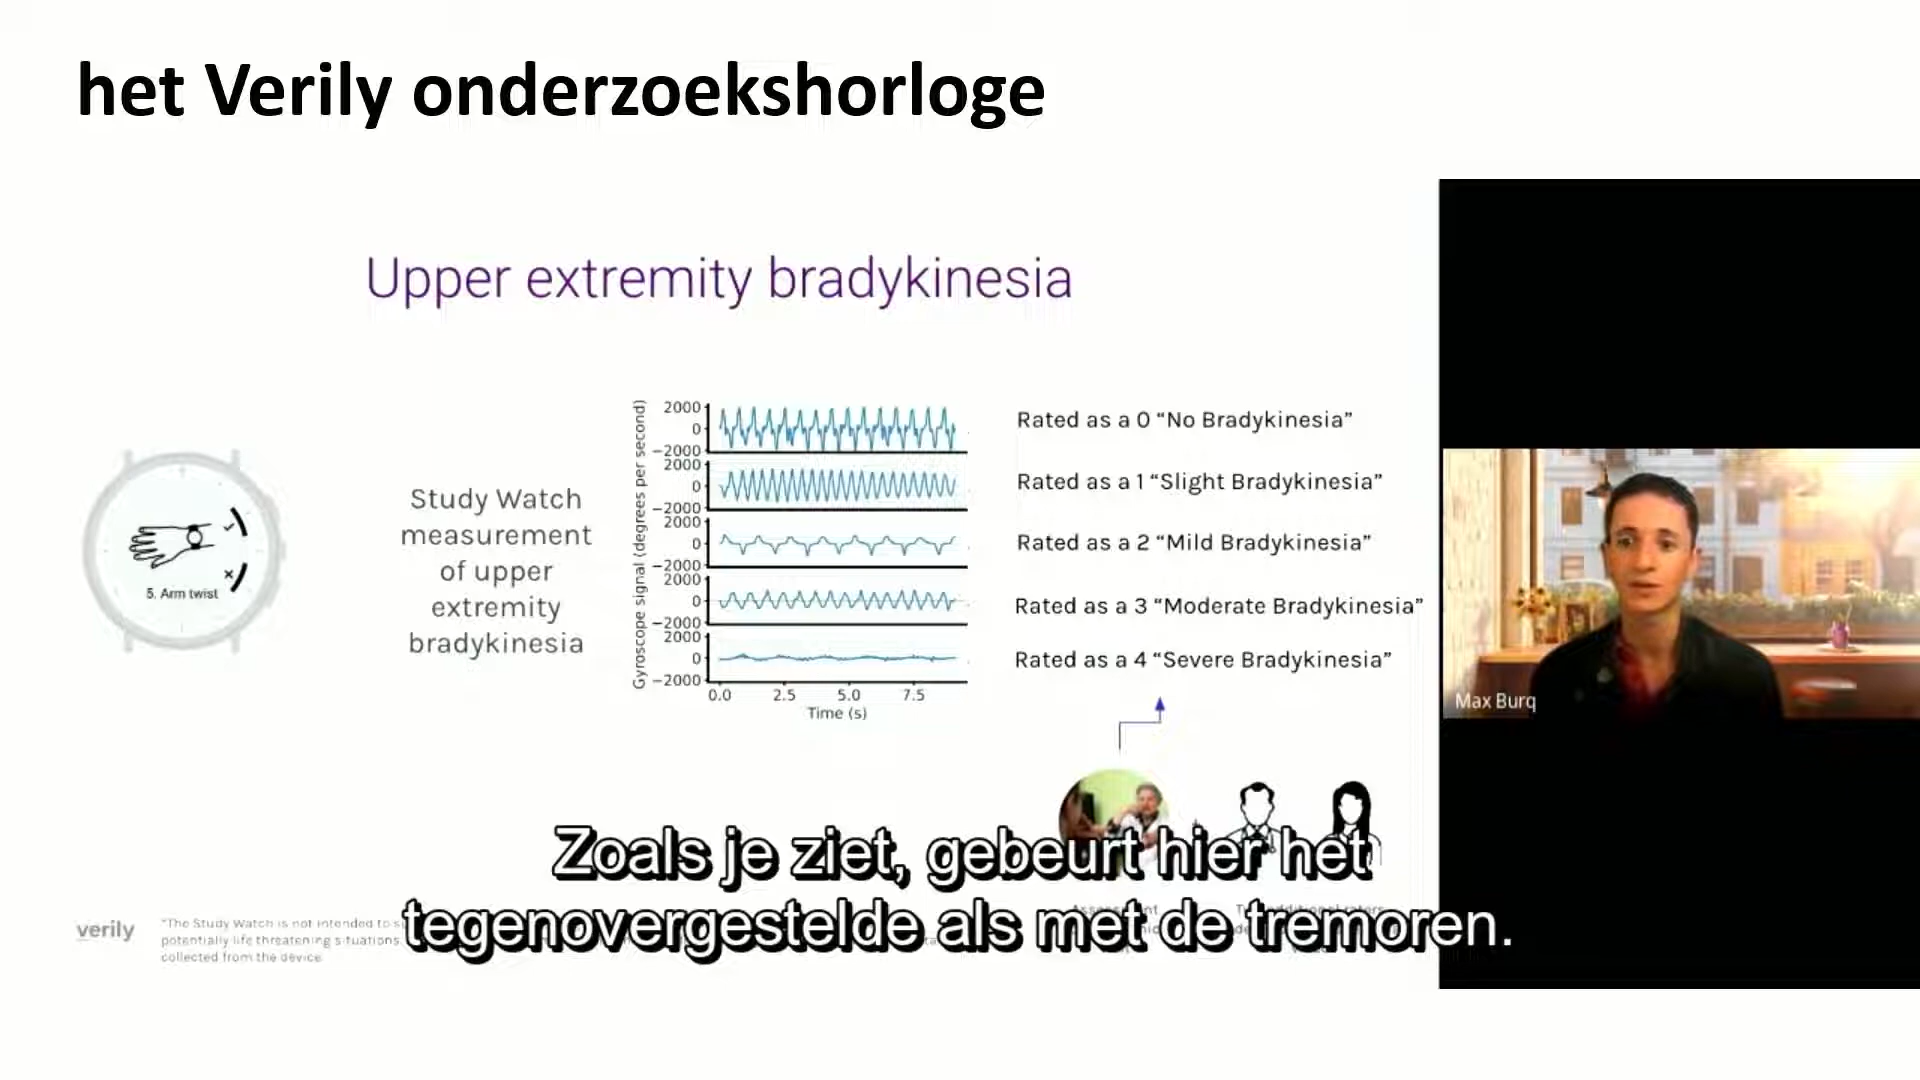 het Verily onderzoekshorloge
Upper extremity bradykinesia
5. Arm twist
Study Watch
measurement
of upper
extremity
bradykinesia
Gyroscope signal (degrees per second)
2000
0
−2000
2000
0
−2000
2000
0
−2000
2000
0
−2000
2000
0
−2000
0.0 2.5 5.0 7.5
Time (s)
Rated as a 0 “No Bradykinesia”
Rated as a 1 “Slight Bradykinesia”
Rated as a 2 “Mild Bradykinesia”
Rated as a 3 “Moderate Bradykinesia”
Rated as a 4 “Severe Bradykinesia”
Max Burq
Zoals je ziet, gebeurt hier het
tegenovergestelde als met de tremoren.
verily
*The Study Watch is not intended to
potentially life threatening situations.
collected from the device